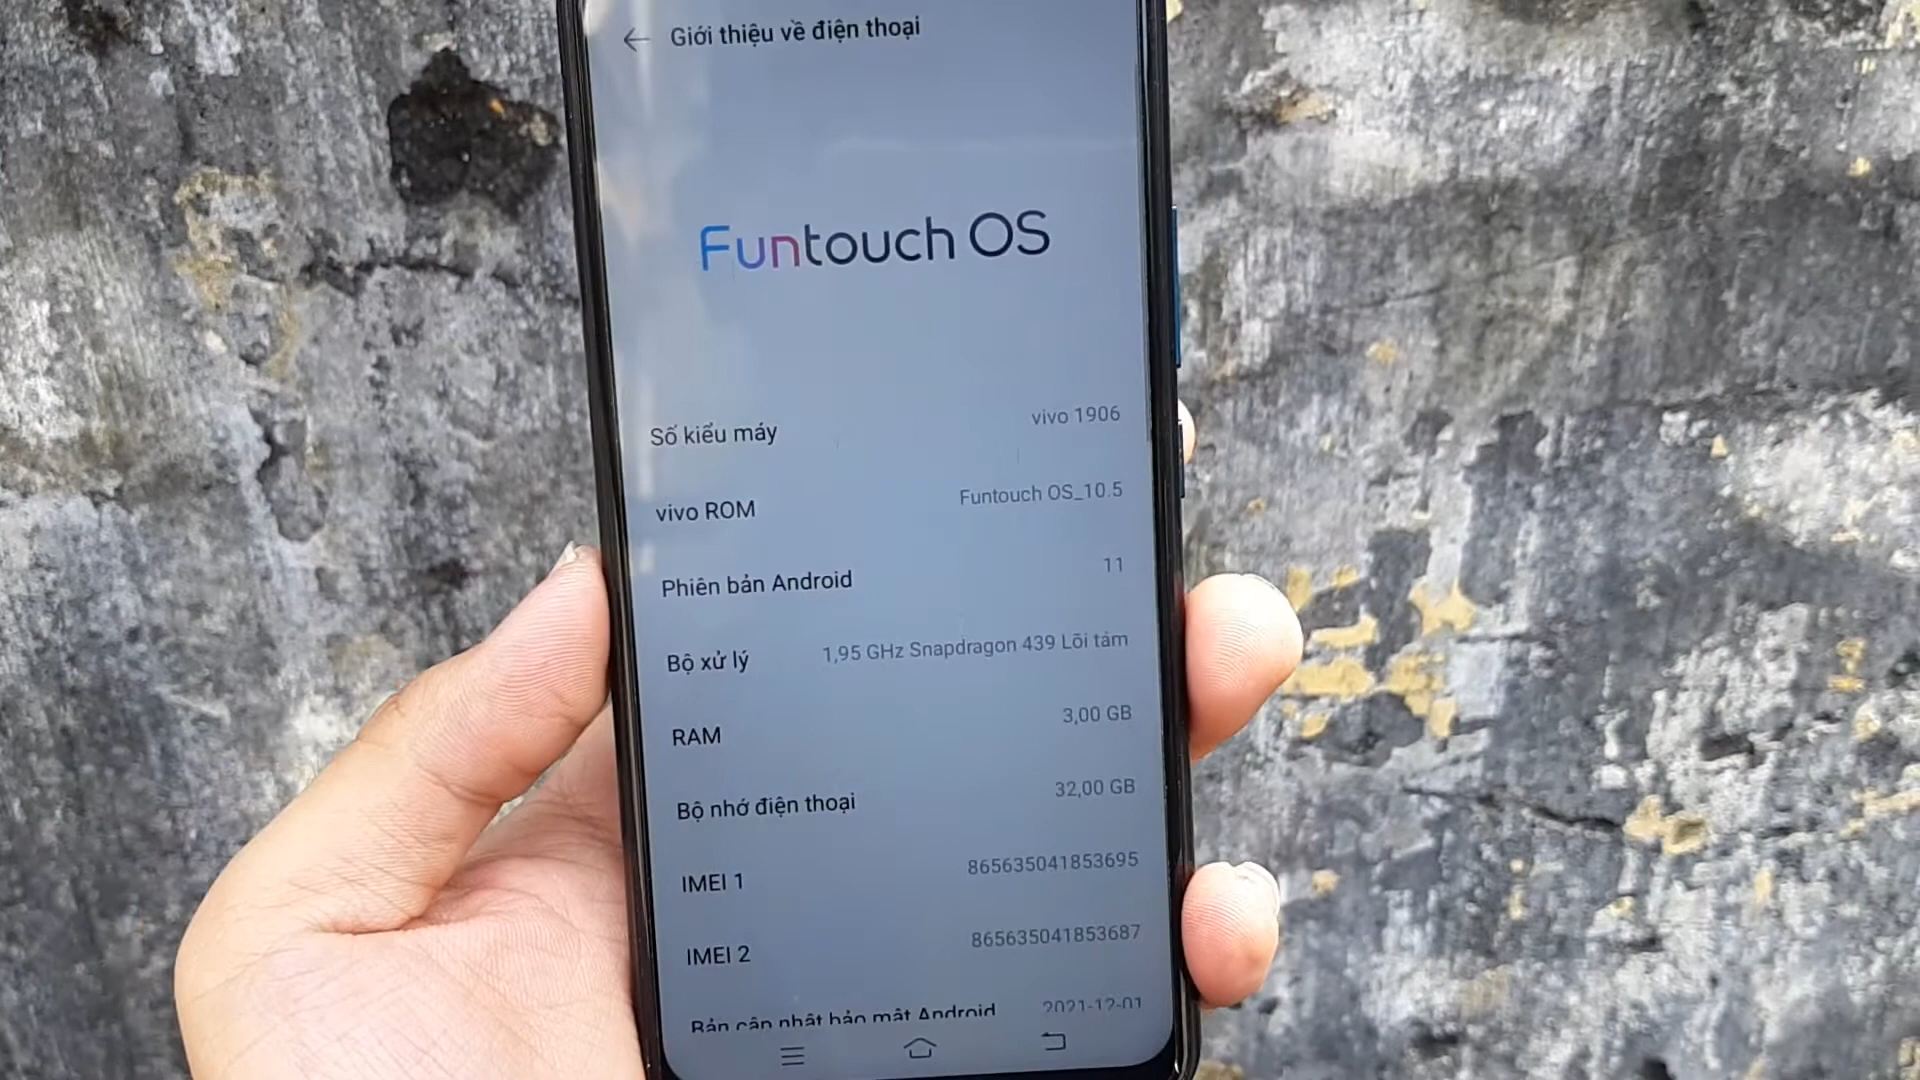 Giới thiệu về điện thoại
Funtouch OS
Số kiểu máy vivo 1906
vivo ROM Funtouch OS_10.5
Phiên bản Android 11
Bộ xử lý 1,95 GHz Snapdragon 439 Lõi tám
RAM 3,00 GB
Bộ nhớ điện thoại 32,00 GB
IMEI 1 865635041853695
IMEI 2 865635041853687
Bản cập nhật bảo mật Android 2021-12-01